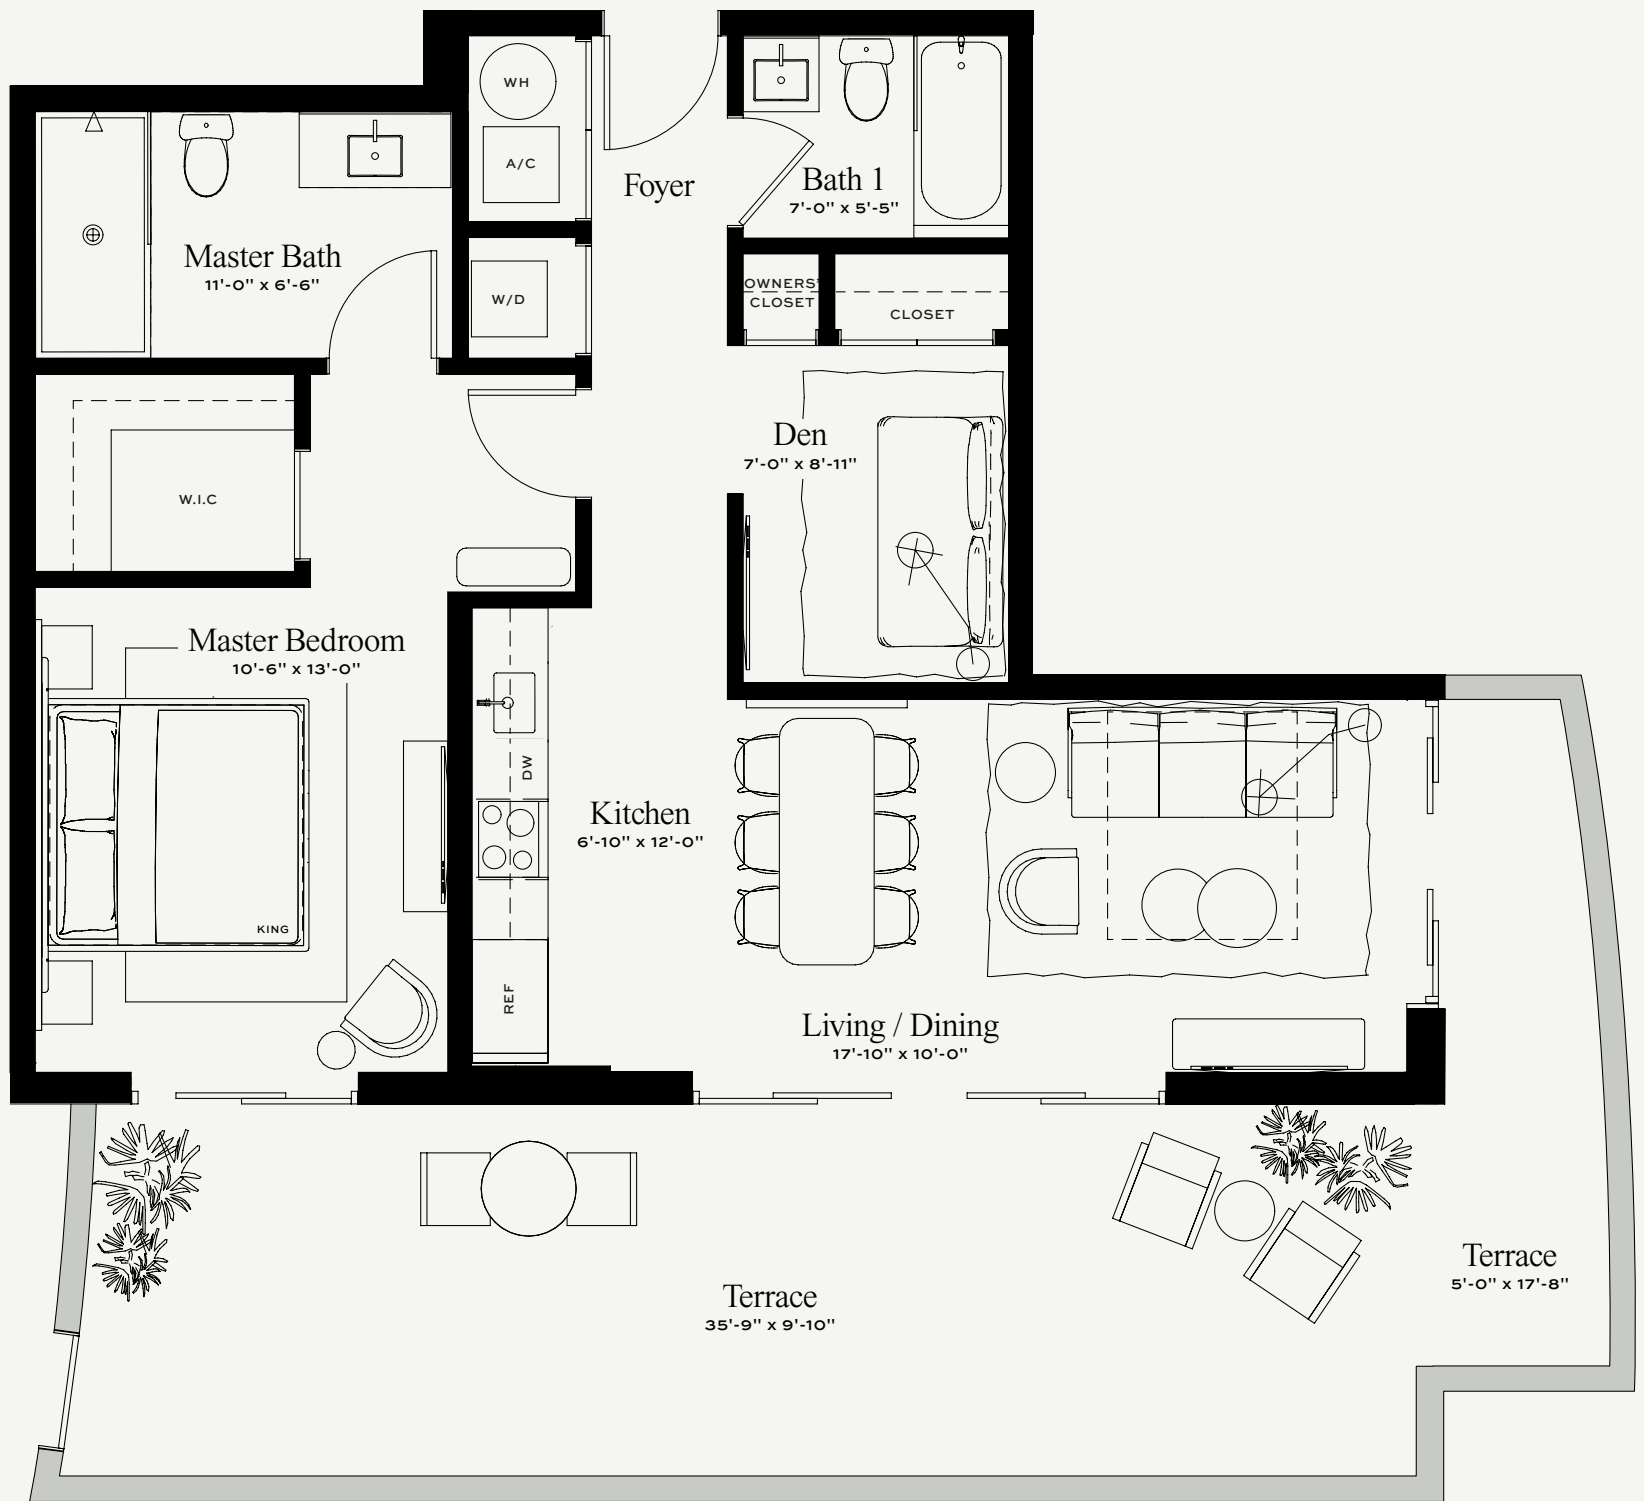 WH
A/C
Foyer
Bath 1
7'-0" x 5'-5"
Master Bath
11'-0" x 6'-6"
W/D
OWNERS'
CLOSET
CLOSET
Den
7'-0" x 8'-11"
W.I.C
Master Bedroom
10'-6" x 13'-0"
KING
DW
Kitchen
6'-10" x 12'-0"
REF
Living / Dining
17'-10" x 10'-0"
Terrace
5'-0" x 17'-8"
Terrace
35'-9" x 9'-10"